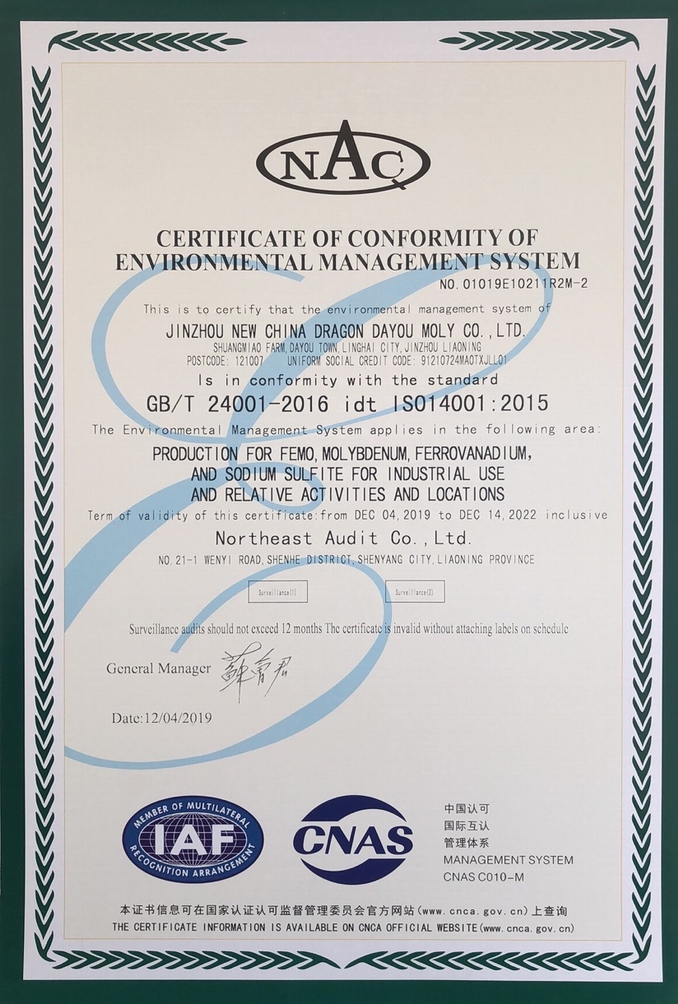 NAC
CERTIFICATE OF CONFORMITY OF
ENVIRONMENTAL MANAGEMENT SYSTEM
NO.01019E10211R2M-2
This is to certify that the environmental management system of
JINZHOU NEW CHINA DRAGON DAYOU MOLY CO.,LTD.
SHUANGMIAO FARM,DAYOU TOWN,LINGHAI CITY,JINZHOU LIAONING
POSTCODE: 121007 UNIFORM SOCIAL CREDIT CODE: 91210724MA0TXJLL01
Is in conformity with the standard
GB/T 24001-2016 idt ISO14001:2015
The Environmental Management System applies in the following area:
PRODUCTION FOR FEMO,MOLYBDENUM,FERROVANADIUM,
AND SODIUM SULFITE FOR INDUSTRIAL USE
AND RELATIVE ACTIVITIES AND LOCATIONS
Term of validity of this certificate:from DEC 04,2019 to DEC 14,2022 inclusive
Northeast Audit Co.,Ltd.
NO.21-1 WENYI ROAD,SHENHE DISTRICT,SHENYANG CITY,LIAONING PROVINCE
Surveillance(1) Surveillance(2)
Surveillance audits should not exceed 12 months The certificate is invalid without attaching labels on schedule
General Manager
Date:12/04/2019
MEMBER OF MULTILATERAL
IAF
RECOGNITION ARRANGEMENT
CNAS
中国认可
国际互认
管理体系
MANAGEMENT SYSTEM
CNAS C010-M
本证书信息可在国家认证认可监督管理委员会官方网站(www.cnca.gov.cn)上查询
THE CERTIFICATE INFORMATION IS AVAILABLE ON CNCA OFFICIAL WEBSITE(www.cnca.gov.cn)